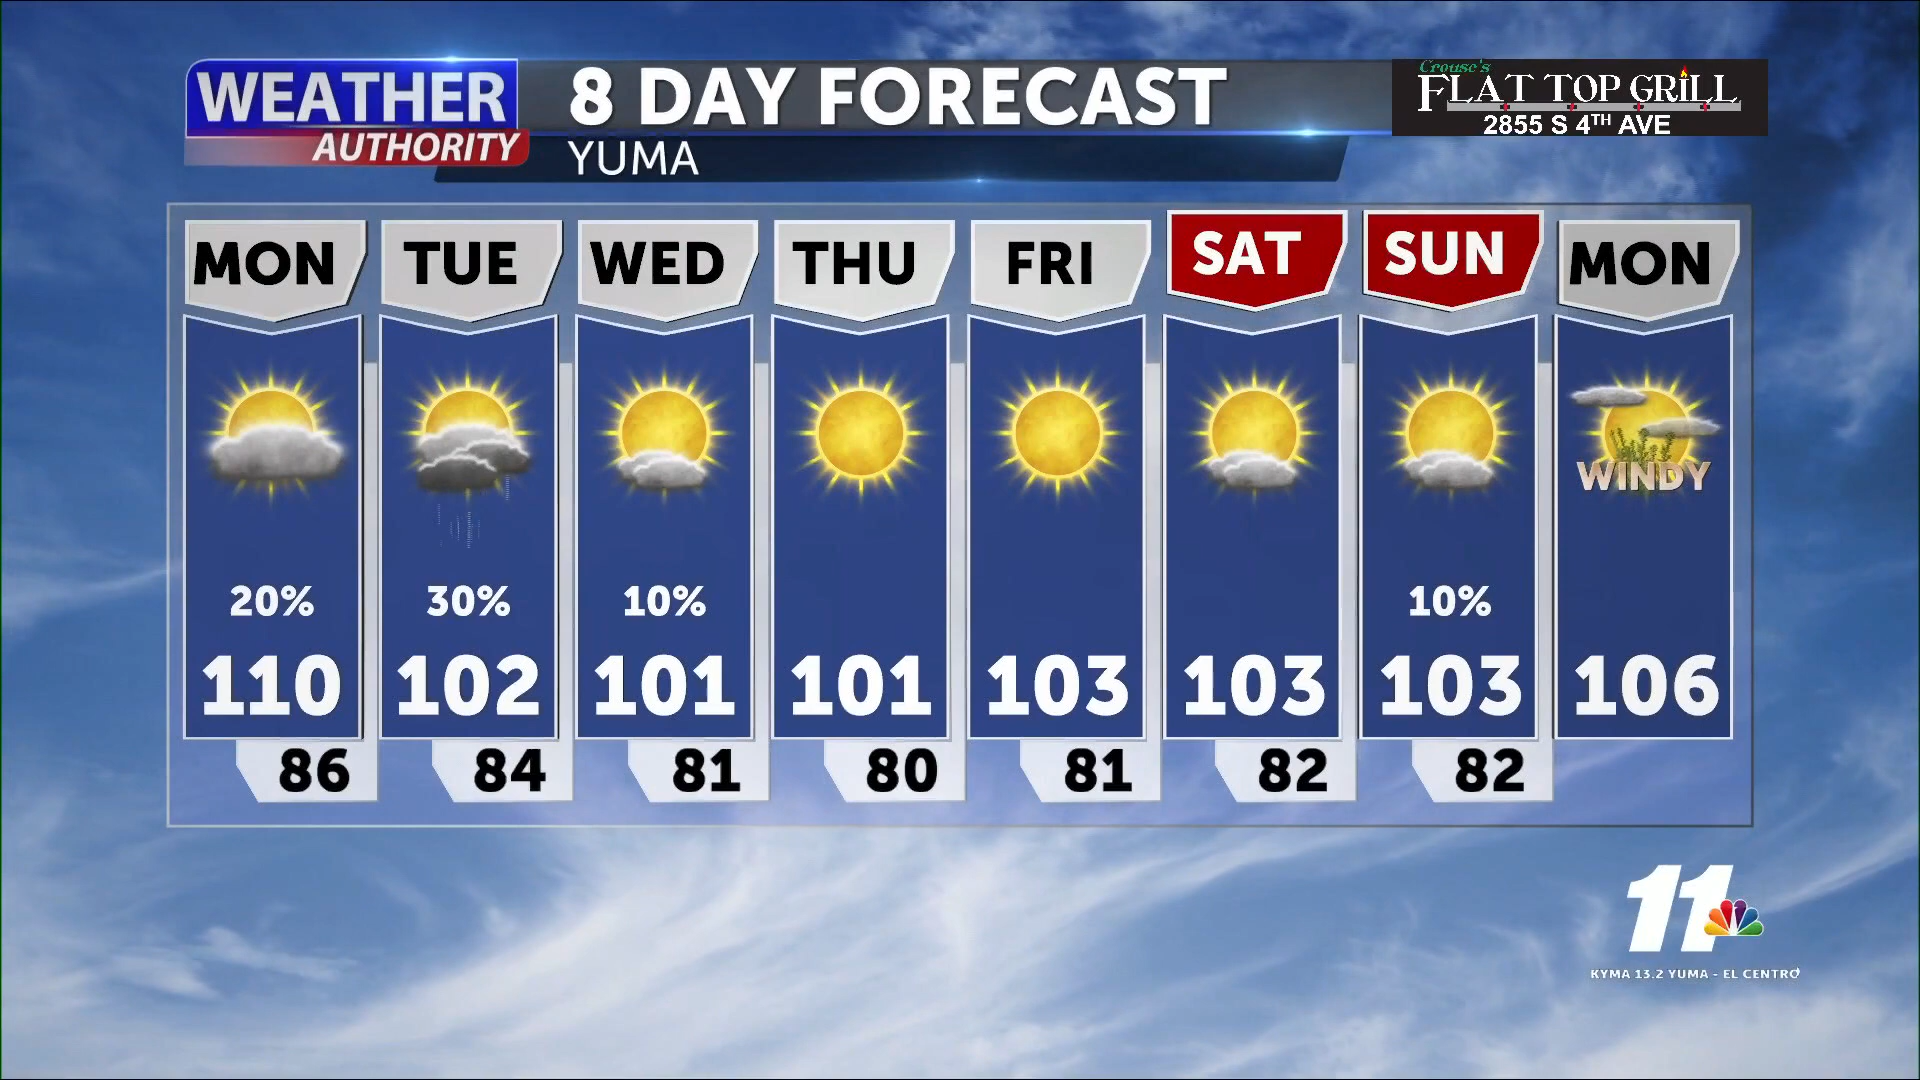 WEATHER
AUTHORITY
8 DAY FORECAST
YUMA
Crouse's
FLAT TOP GRiLL
2855 S 4TH AVE
MON TUE WED THU FRI SAT SUN MON
WINDY
20% 30% 10% 10%
110 102 101 101 103 103 103 106
86 84 81 80 81 82 82
11
KYMA 13.2 YUMA - EL CENTRO